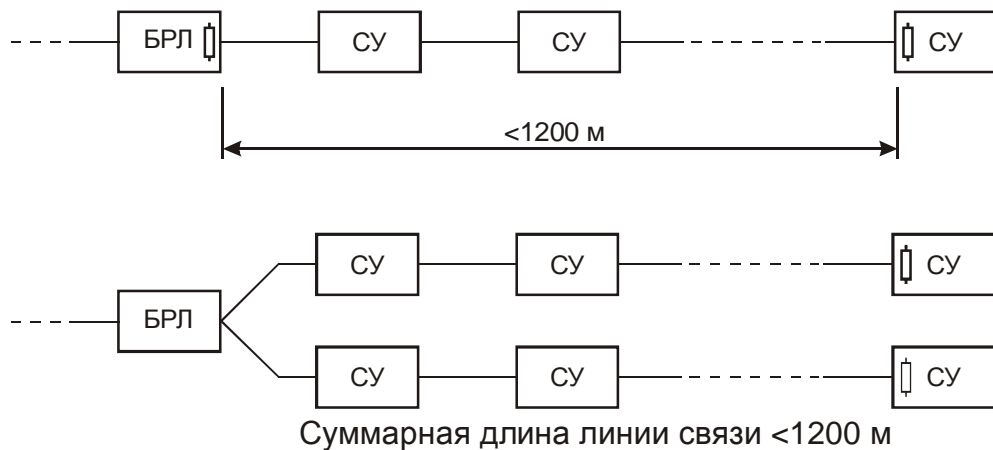 БРЛ СУ СУ СУ
<1200 м
СУ СУ СУ
БРЛ
СУ СУ СУ
Суммарная длина линии связи <1200 м